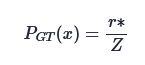 P_{GT}(x) = \frac{r*}{Z}